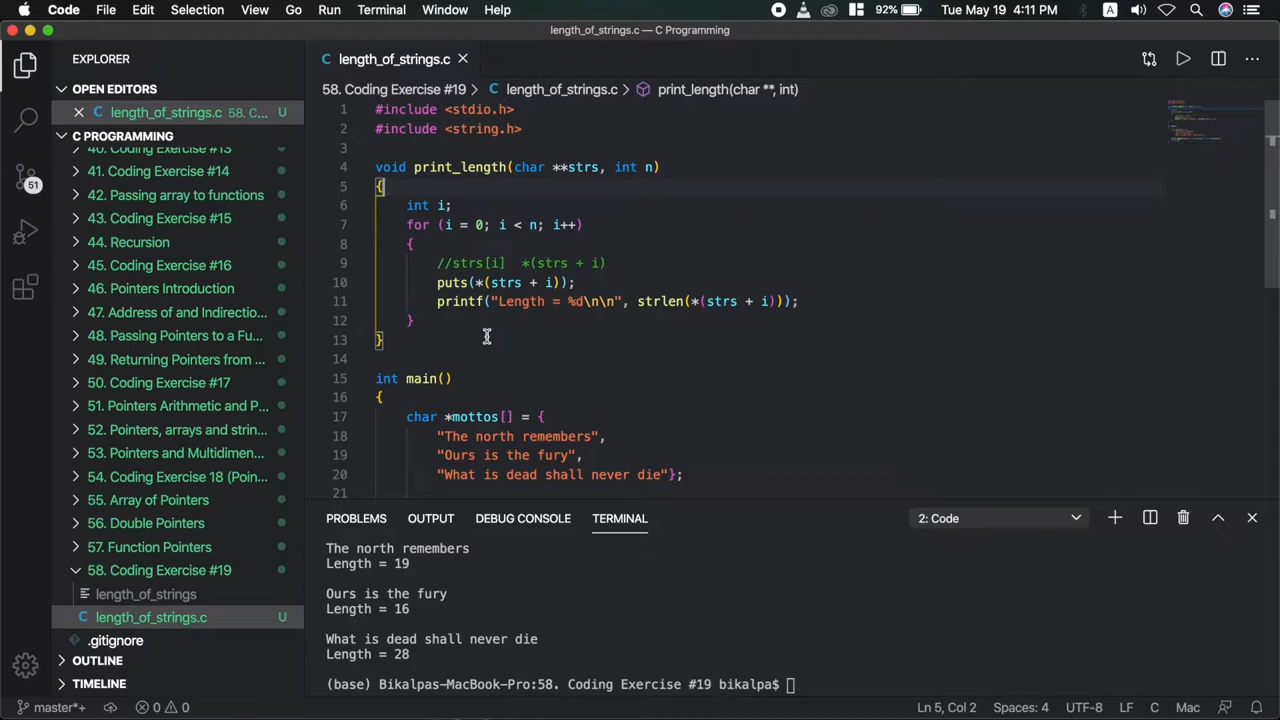 Code File Edit Selection View Go Run Terminal Window Help 92% A Tue May 19 4:11 PM
length_of_strings.c — C Programming
EXPLORER
OPEN EDITORS
length_of_strings.c 58. C... U
C PROGRAMMING
40. Coding Exercise #13
41. Coding Exercise #14
42. Passing array to functions
43. Coding Exercise #15
44. Recursion
45. Coding Exercise #16
46. Pointers Introduction
47. Address of and Indirectio...
48. Passing Pointers to a Fu...
49. Returning Pointers from ...
50. Coding Exercise #17
51. Pointers Arithmetic and P...
52. Pointers, arrays and strin...
53. Pointers and Multidimen...
54. Coding Exercise 18 (Poin...
55. Array of Pointers
56. Double Pointers
57. Function Pointers
58. Coding Exercise #19
length_of_strings
length_of_strings.c U
.gitignore
OUTLINE
TIMELINE
51
length_of_strings.c
58. Coding Exercise #19 > length_of_strings.c > print_length(char **, int)
1 #include <stdio.h>
2 #include <string.h>
3
4 void print_length(char **strs, int n)
5 {
6 int i;
7 for (i = 0; i < n; i++)
8 {
9 //strs[i] *(strs + i)
10 puts(*(strs + i));
11 printf("Length = %d\n\n", strlen(*(strs + i)));
12 }
13 }
14
15 int main()
16 {
17 char *mottos[] = {
18 "The north remembers",
19 "Ours is the fury",
20 "What is dead shall never die"};
21
PROBLEMS OUTPUT DEBUG CONSOLE TERMINAL 2: Code
The north remembers
Length = 19
Ours is the fury
Length = 16
What is dead shall never die
Length = 28
(base) Bikalpas-MacBook-Pro:58. Coding Exercise #19 bikalpa$
master*+ 0 0 Ln 5, Col 2 Spaces: 4 UTF-8 LF C Mac